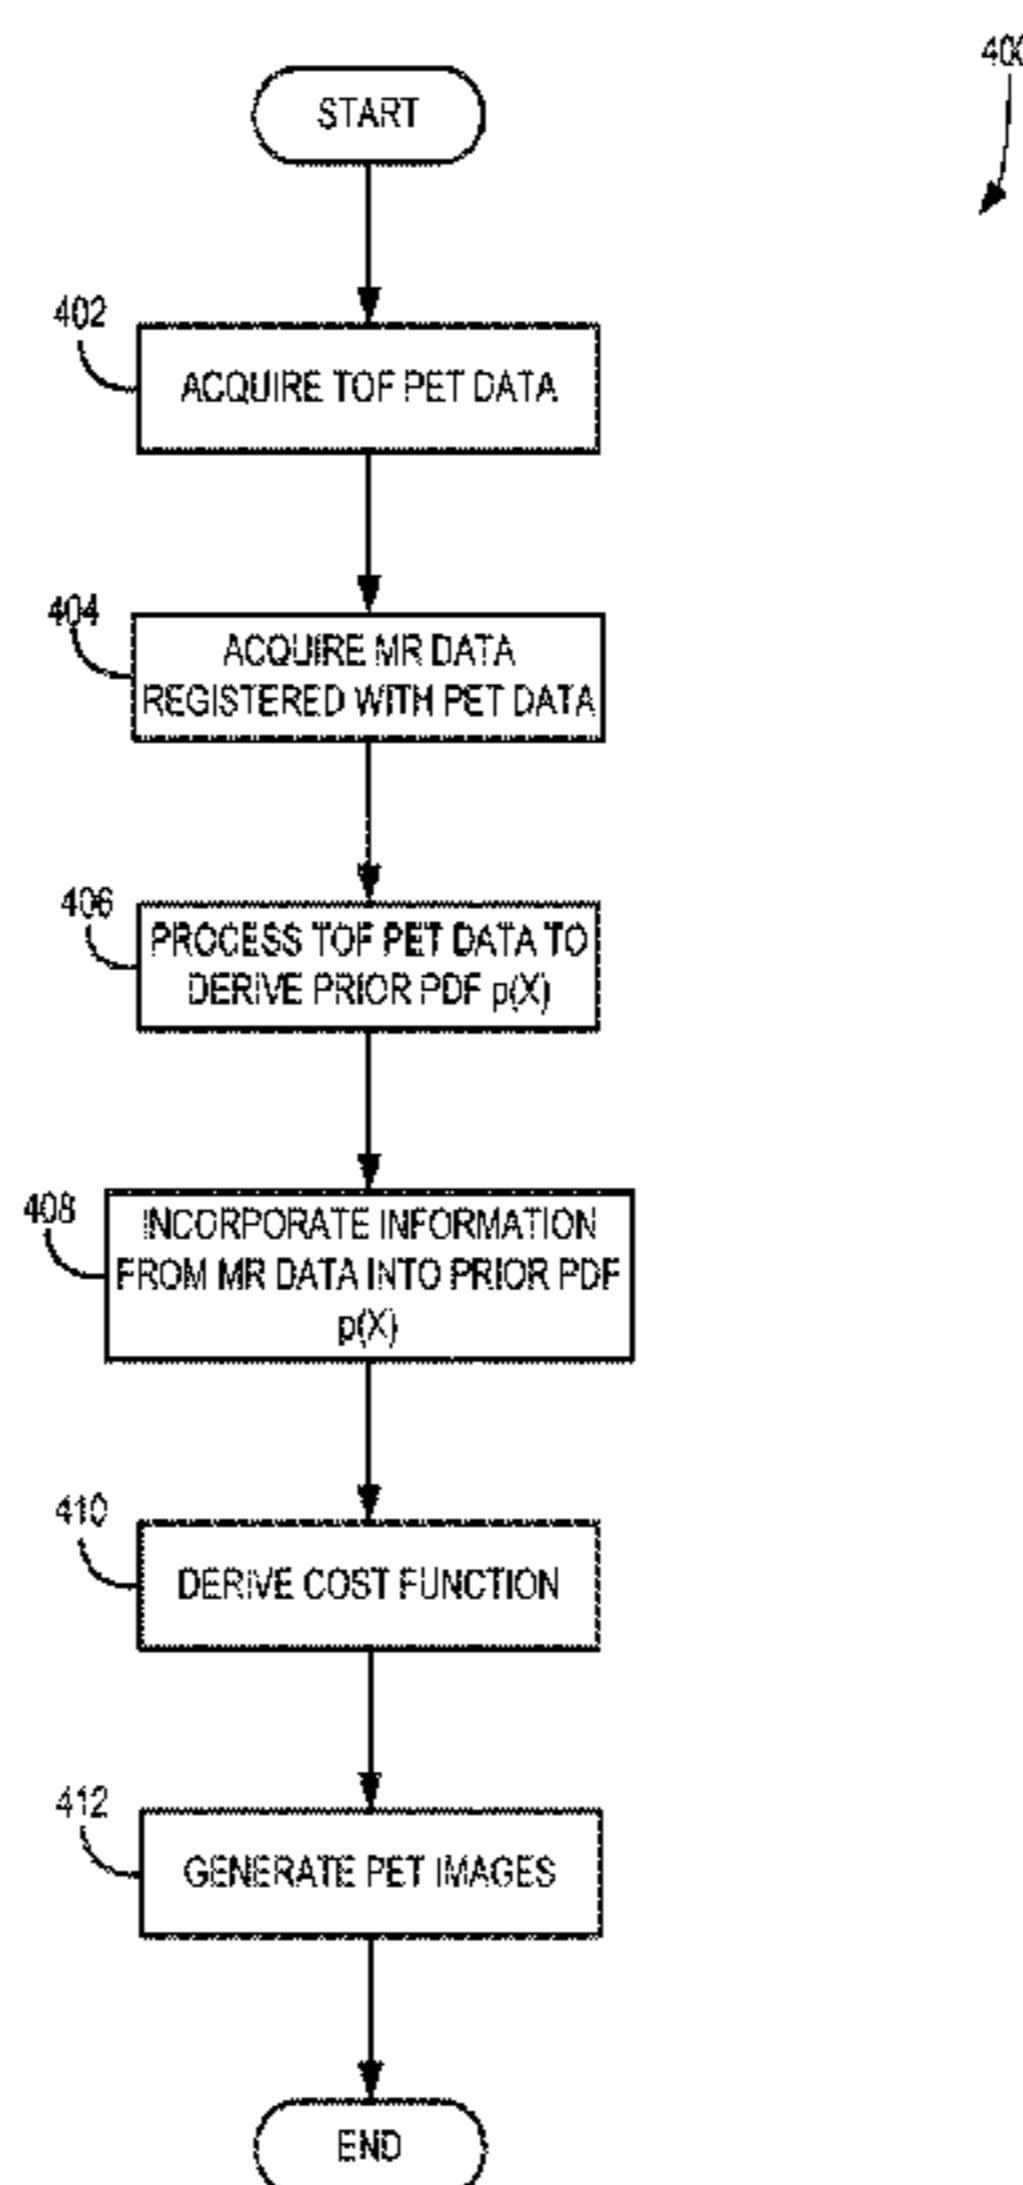 400
START
402
ACQUIRE TOF PET DATA
404
ACQUIRE MR DATA
REGISTERED WITH PET DATA
406
PROCESS TOF PET DATA TO
DERIVE PRIOR PDF p(X)
408
INCORPORATE INFORMATION
FROM MR DATA INTO PRIOR PDF
p(X)
410
DERIVE COST FUNCTION
412
GENERATE PET IMAGES
END